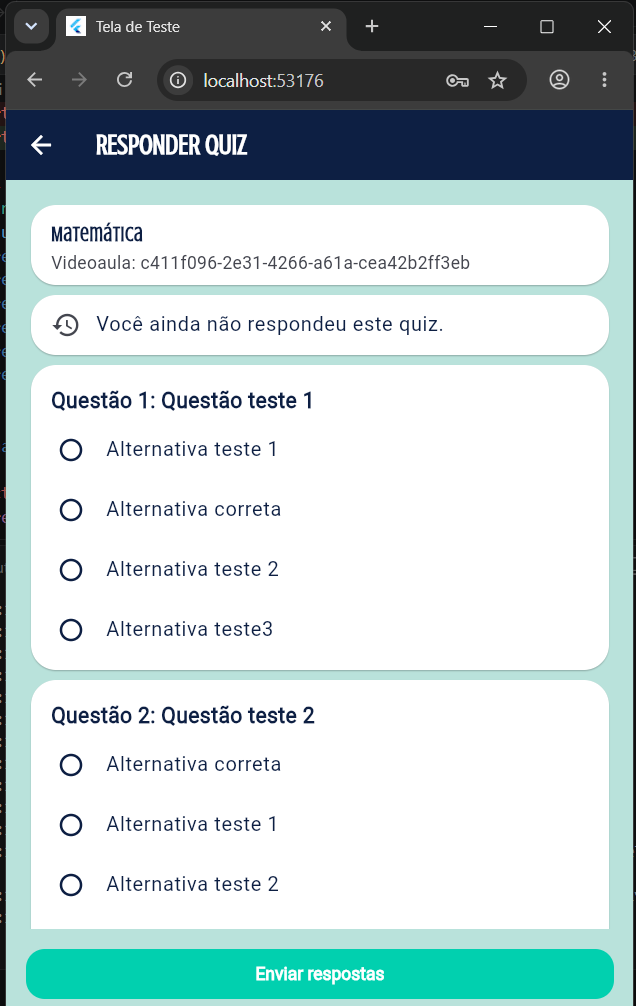 Tela de Teste
localhost:53176
RESPONDER QUIZ
Matemática
Videoaula: c411f096-2e31-4266-a61a-cea42b2ff3eb
Você ainda não respondeu este quiz.
Questão 1: Questão teste 1
Alternativa teste 1
Alternativa correta
Alternativa teste 2
Alternativa teste3
Questão 2: Questão teste 2
Alternativa correta
Alternativa teste 1
Alternativa teste 2
Enviar respostas